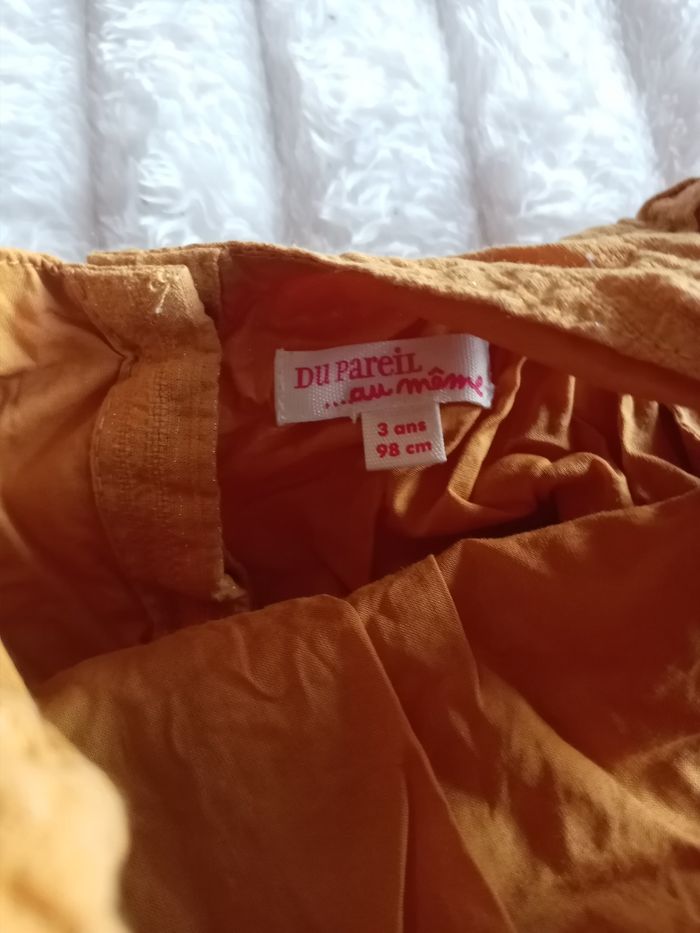 DU PAREIL
...au même
3 ans
98 cm